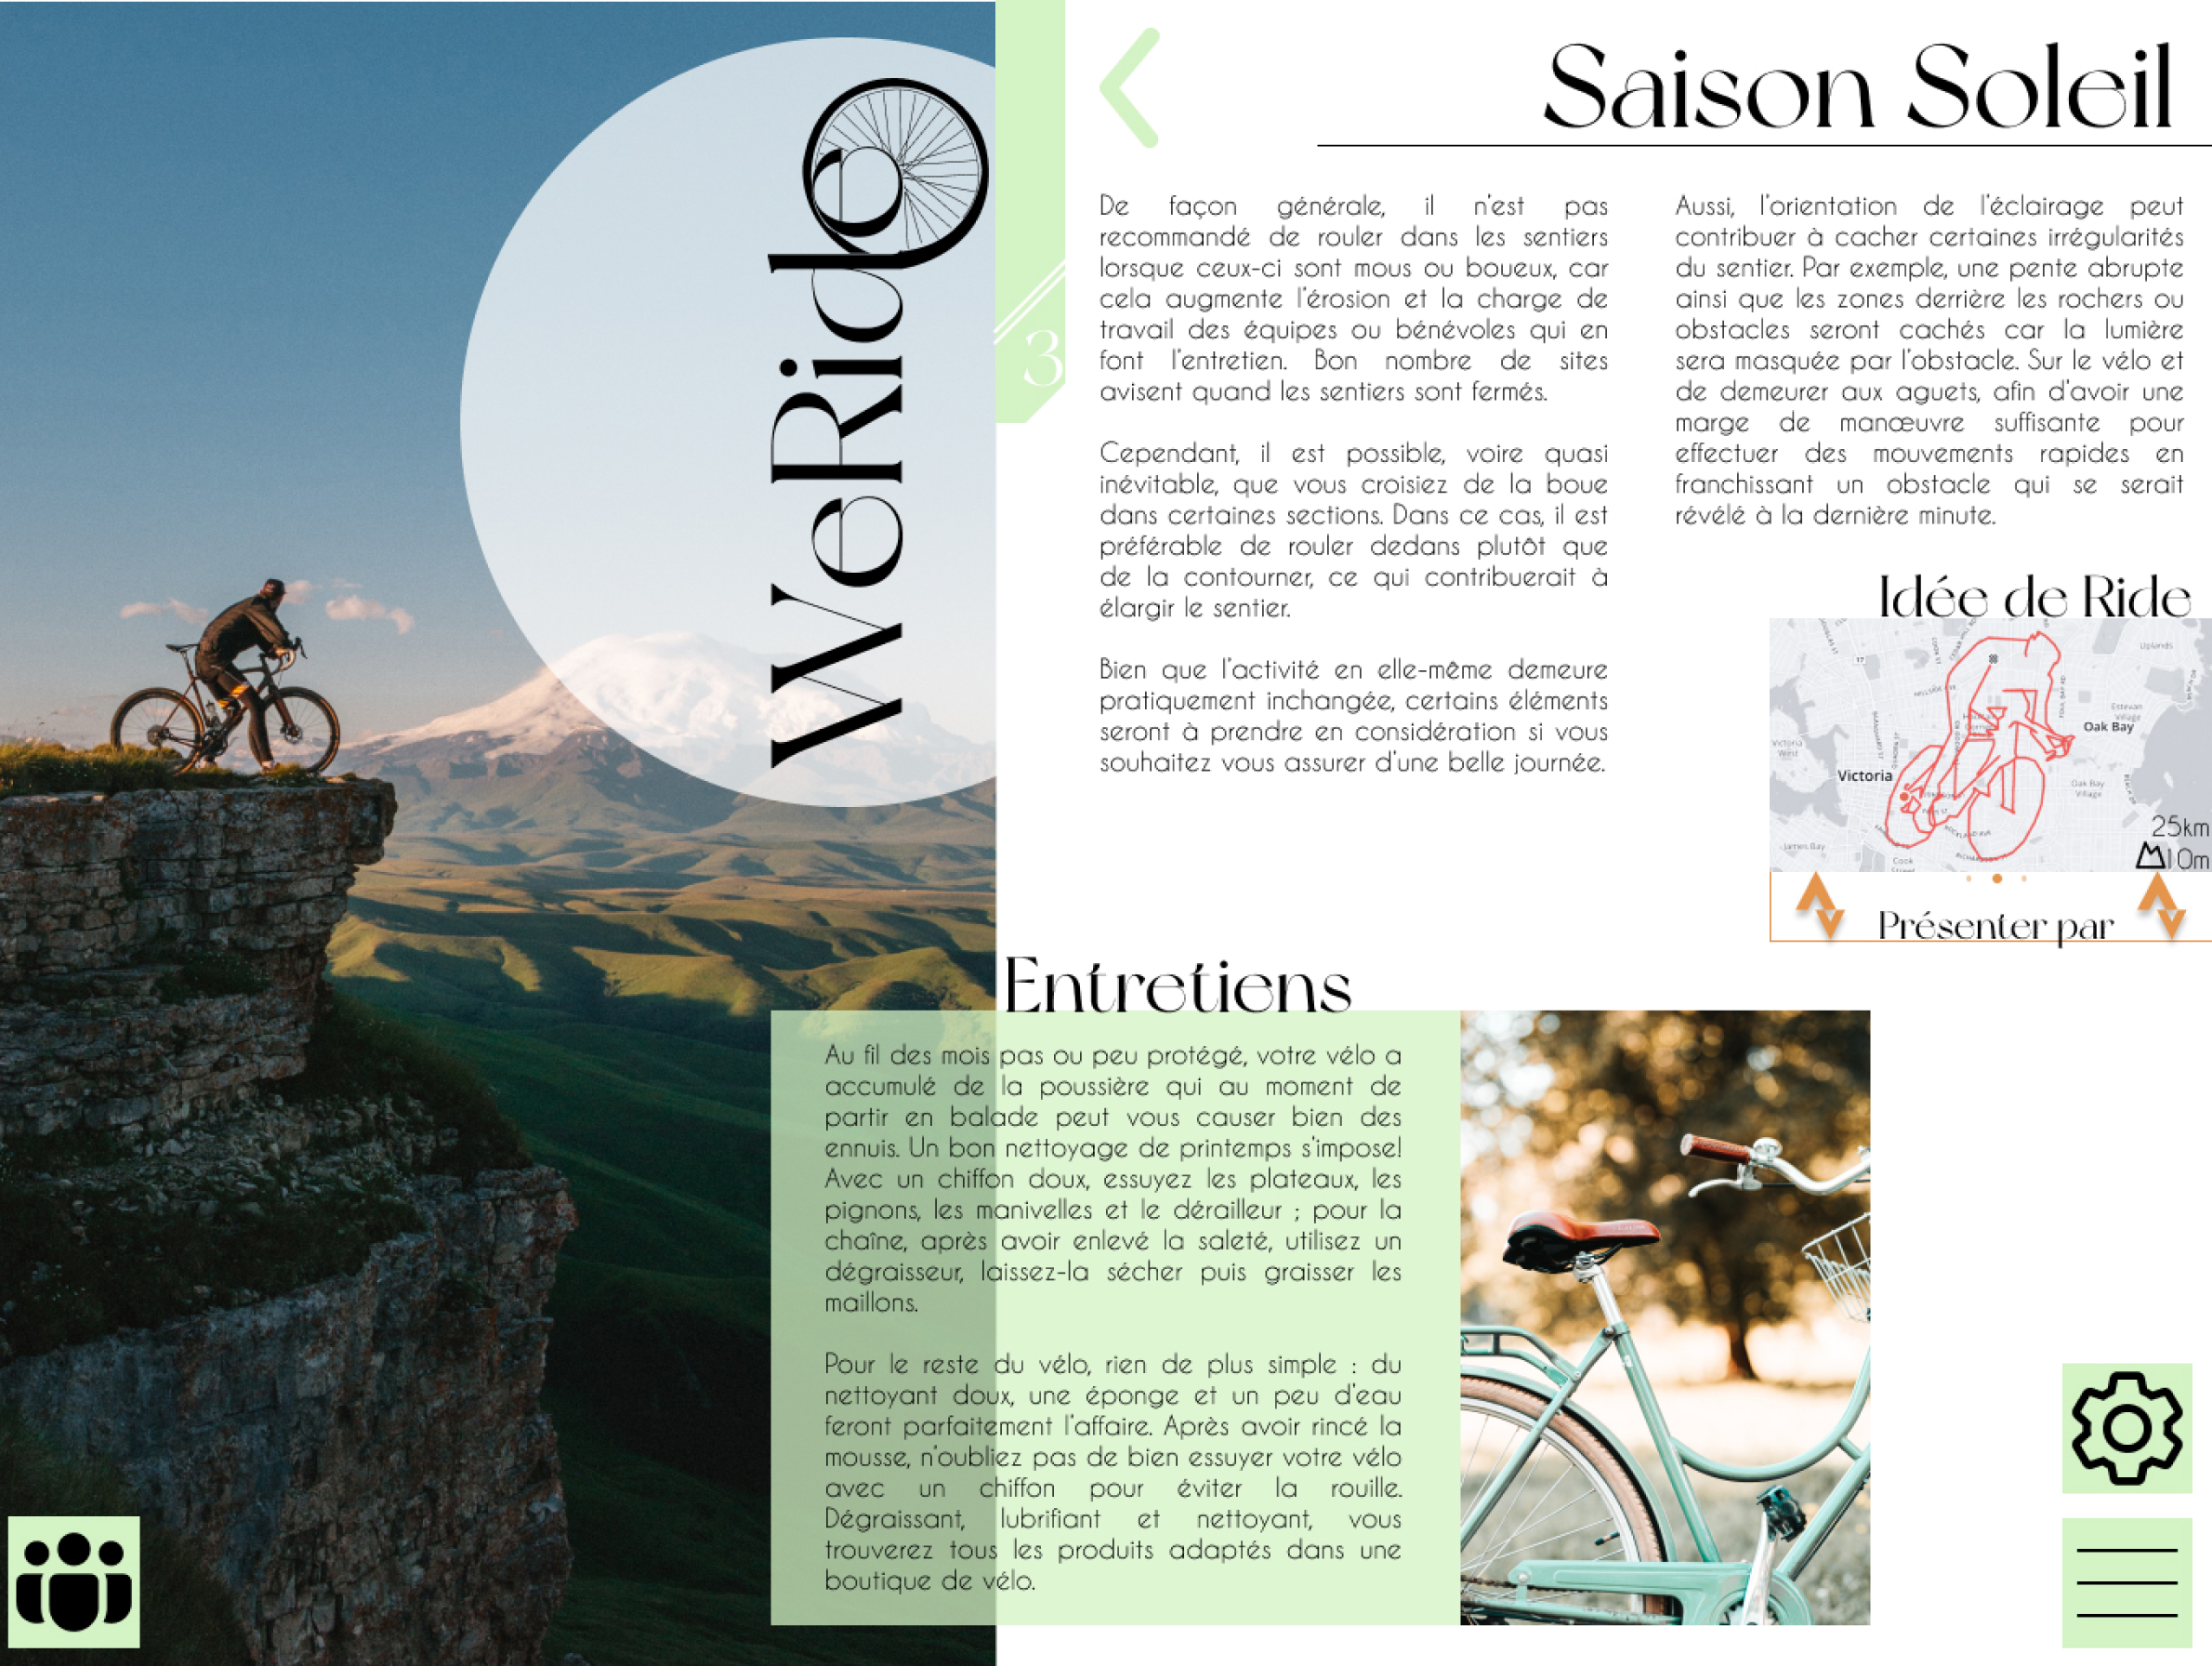 WeRide
3
Saison Soleil
De façon générale, il n'est pas
recommandé de rouler dans les sentiers
lorsque ceux-ci sont mous ou boueux, car
cela augmente l'érosion et la charge de
travail des équipes ou bénévoles qui en
font l'entretien. Bon nombre de sites
avisent quand les sentiers sont fermés.
Cependant, il est possible, voire quasi
inévitable, que vous croisiez de la boue
dans certaines sections. Dans ce cas, il est
préférable de rouler dedans plutôt que
de la contourner, ce qui contribuerait à
élargir le sentier.
Bien que l'activité en elle-même demeure
pratiquement inchangée, certains éléments
seront à prendre en considération si vous
souhaitez vous assurer d'une belle journée.
Aussi, l'orientation de l'éclairage peut
contribuer à cacher certaines irrégularités
du sentier. Par exemple, une pente abrupte
ainsi que les zones derrière les rochers ou
obstacles seront cachés car la lumière
sera masquée par l'obstacle. Sur le vélo et
de demeurer aux aguets, afin d'avoir une
marge de manœuvre suffisante pour
effectuer des mouvements rapides en
franchissant un obstacle qui se serait
révélé à la dernière minute.
Idée de Ride
Uplands
17
Estevan
Village
Oak Bay
Victoria
West
Victoria
Oak Bay
Village
James Bay
Cook
Street
25km
10m
Présenter par
Entretiens
Au fil des mois pas ou peu protégé, votre vélo a
accumulé de la poussière qui au moment de
partir en balade peut vous causer bien des
ennuis. Un bon nettoyage de printemps s'impose!
Avec un chiffon doux, essuyez les plateaux, les
pignons, les manivelles et le dérailleur ; pour la
chaîne, après avoir enlevé la saleté, utilisez un
dégraisseur, laissez-la sécher puis graisser les
maillons.
Pour le reste du vélo, rien de plus simple : du
nettoyant doux, une éponge et un peu d'eau
feront parfaitement l'affaire. Après avoir rincé la
mousse, n'oubliez pas de bien essuyer votre vélo
avec un chiffon pour éviter la rouille.
Dégraissant, lubrifiant et nettoyant, vous
trouverez tous les produits adaptés dans une
boutique de vélo.